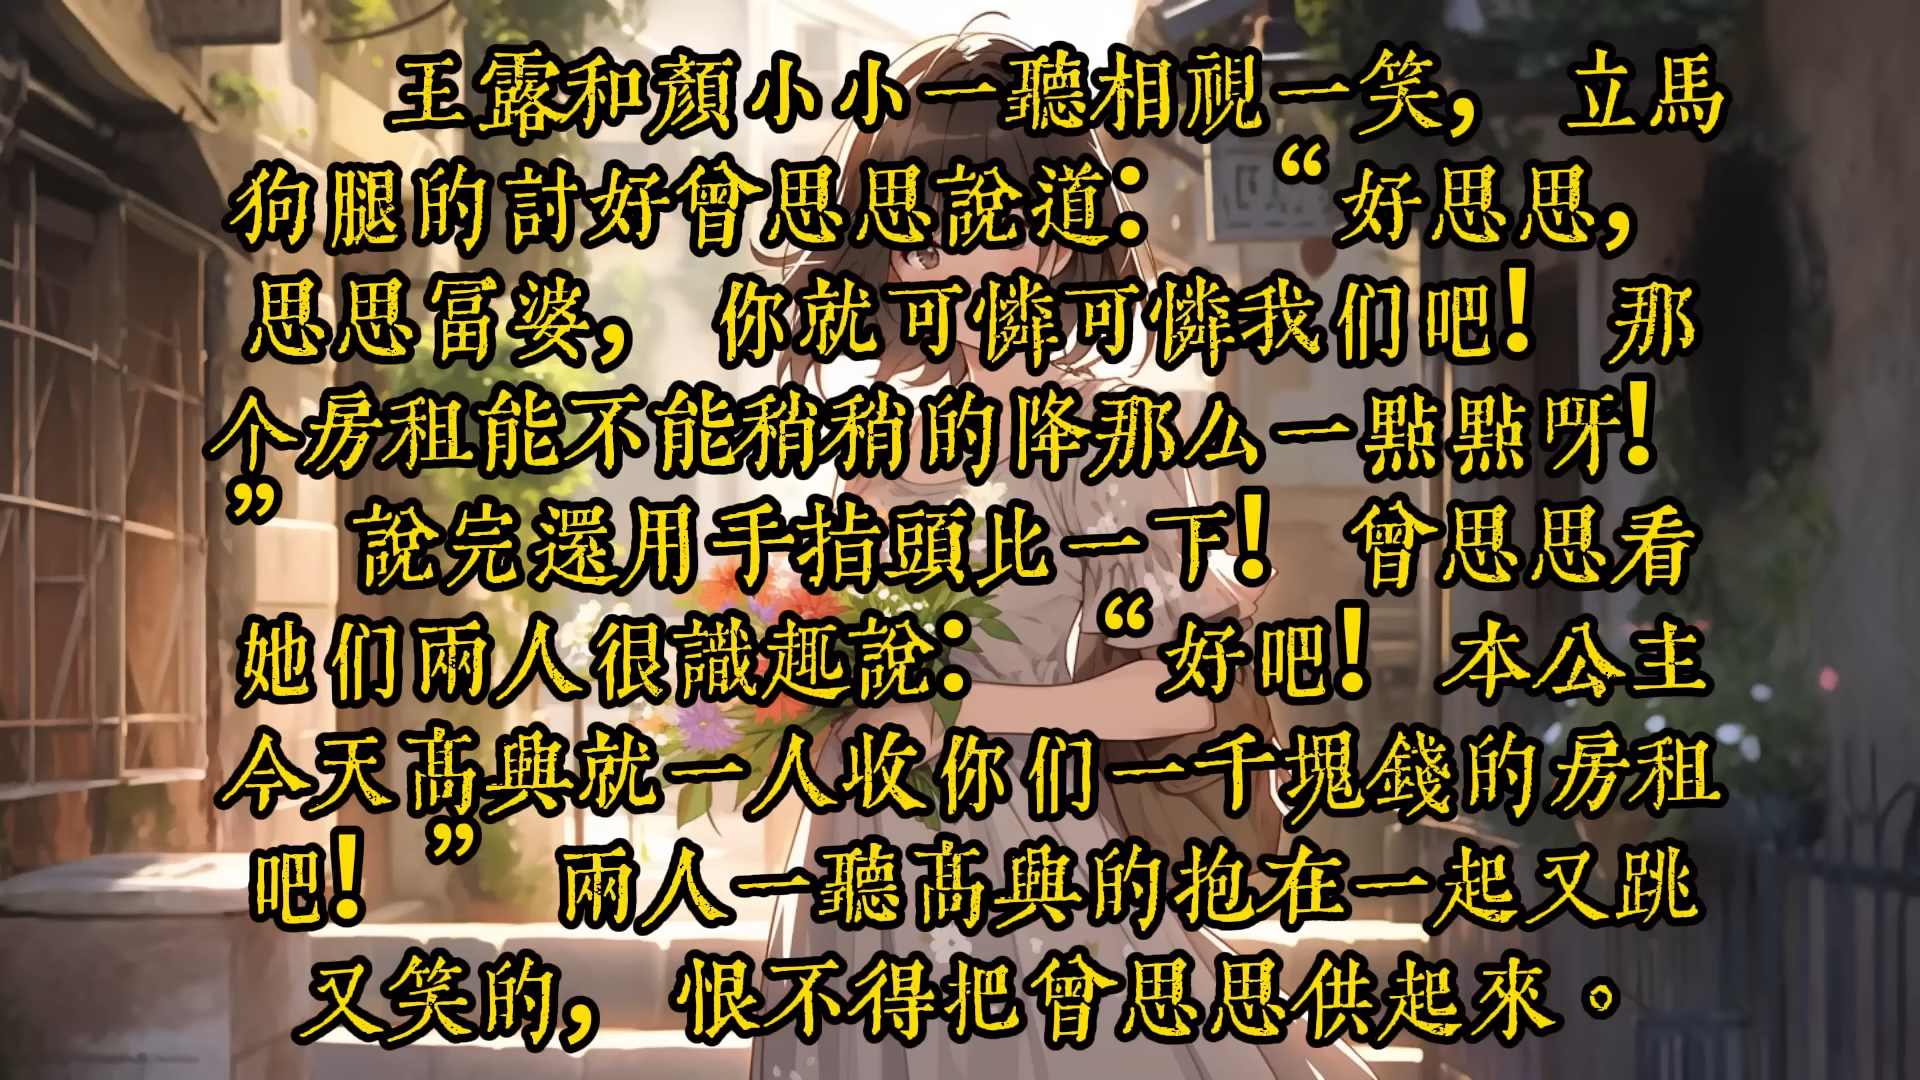 王露和顏小小一聽相視一笑，立馬
狗腿的討好曾思思說道：“好思思，
思思冨婆，你就可憐可憐我们吧！那
个房租能不能稍稍的降那么一點點呀！
”說完還用手指頭比一下！曾思思看
她们兩人很識趣說：“好吧！本公主
今天高興就一人收你们一千塊錢的房租
吧！”兩人一聽高興的抱在一起又跳
又笑的，恨不得把曾思思供起來。